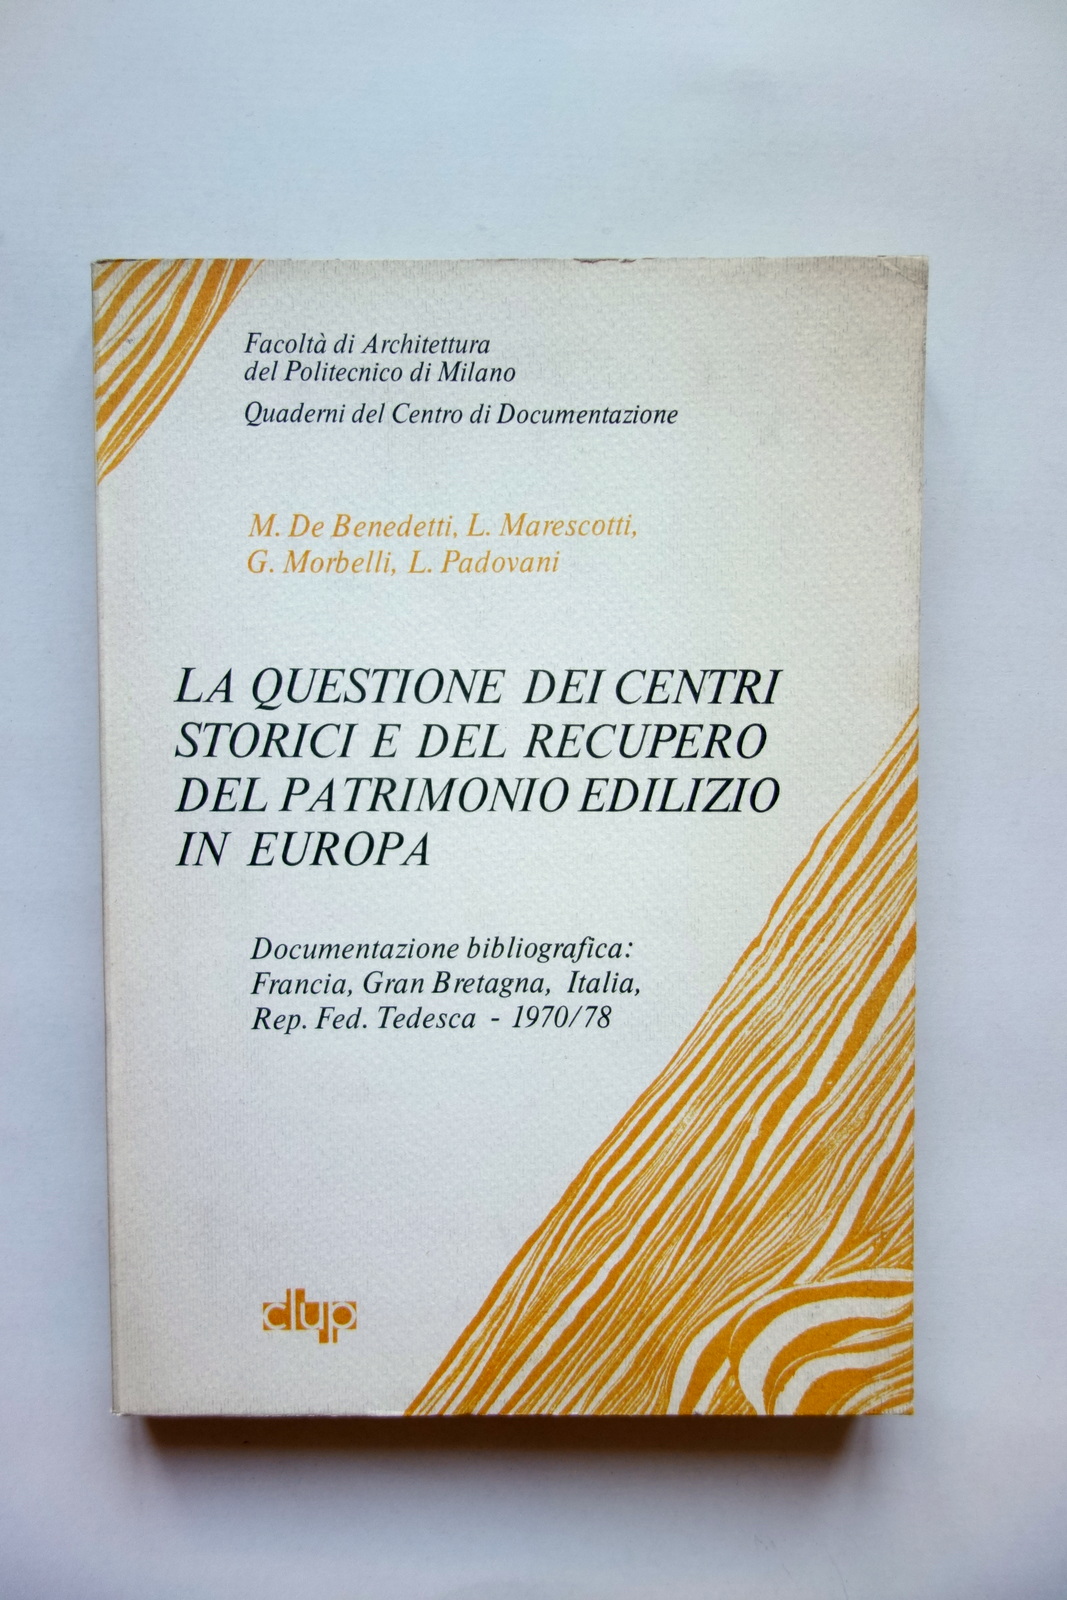 Facoltà di Architettura
del Politecnico di Milano
Quaderni del Centro di Documentazione
M. De Benedetti, L. Marescotti,
G. Morbelli, L. Padovani
LA QUESTIONE DEI CENTRI
STORICI E DEL RECUPERO
DEL PATRIMONIO EDILIZIO
IN EUROPA
Documentazione bibliografica:
Francia, Gran Bretagna, Italia,
Rep. Fed. Tedesca - 1970/78
clup